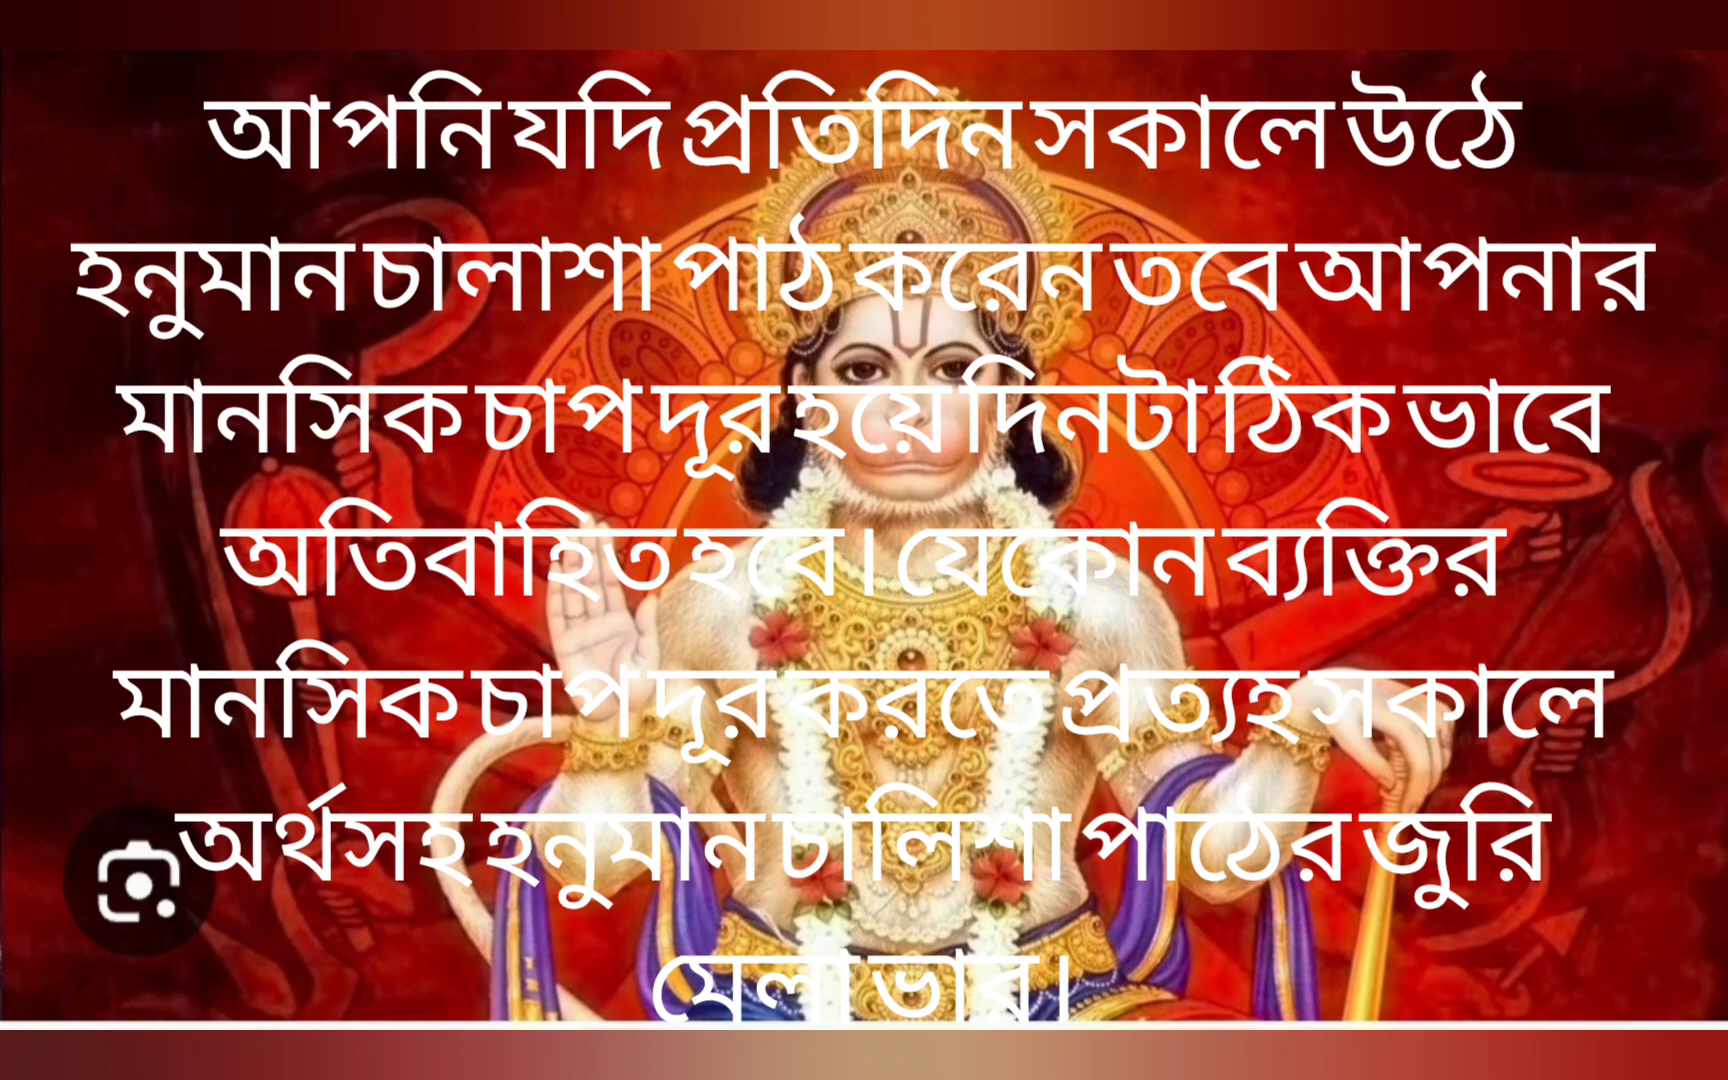 আপনি যদি প্রতিদিন সকালে উঠে
হনুমান চালাশা পাঠ করেন তবে আপনার
মানসিক চাপ দূর হয়ে দিনটা ঠিক ভাবে
অতিবাহিত হবে। যেকোন ব্যক্তির
মানসিক চাপ দূর করতে প্রত্যহ সকালে
অর্থসহ হনুমান চালিশা পাঠের জুরি
মেলা ভার।